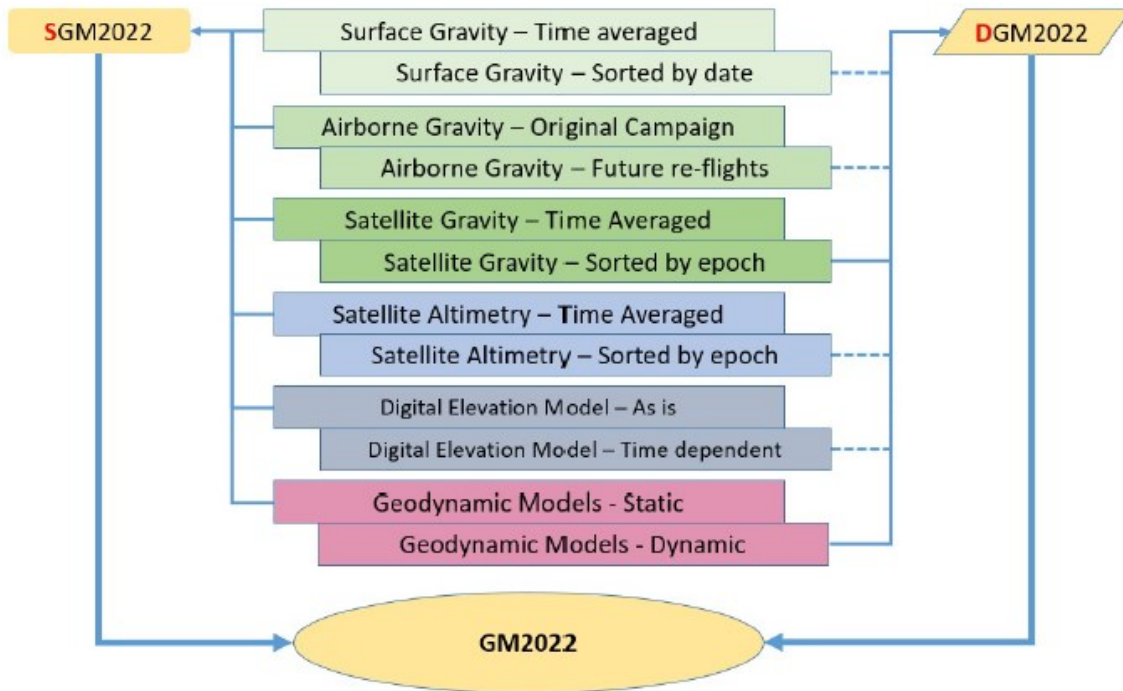 SGM2022
Surface Gravity – Time averaged
DGM2022
Surface Gravity – Sorted by date
Airborne Gravity – Original Campaign
Airborne Gravity – Future re-flights
Satellite Gravity – Time Averaged
Satellite Gravity – Sorted by epoch
Satellite Altimetry – Time Averaged
Satellite Altimetry – Sorted by epoch
Digital Elevation Model – As is
Digital Elevation Model – Time dependent
Geodynamic Models - Static
Geodynamic Models - Dynamic
GM2022